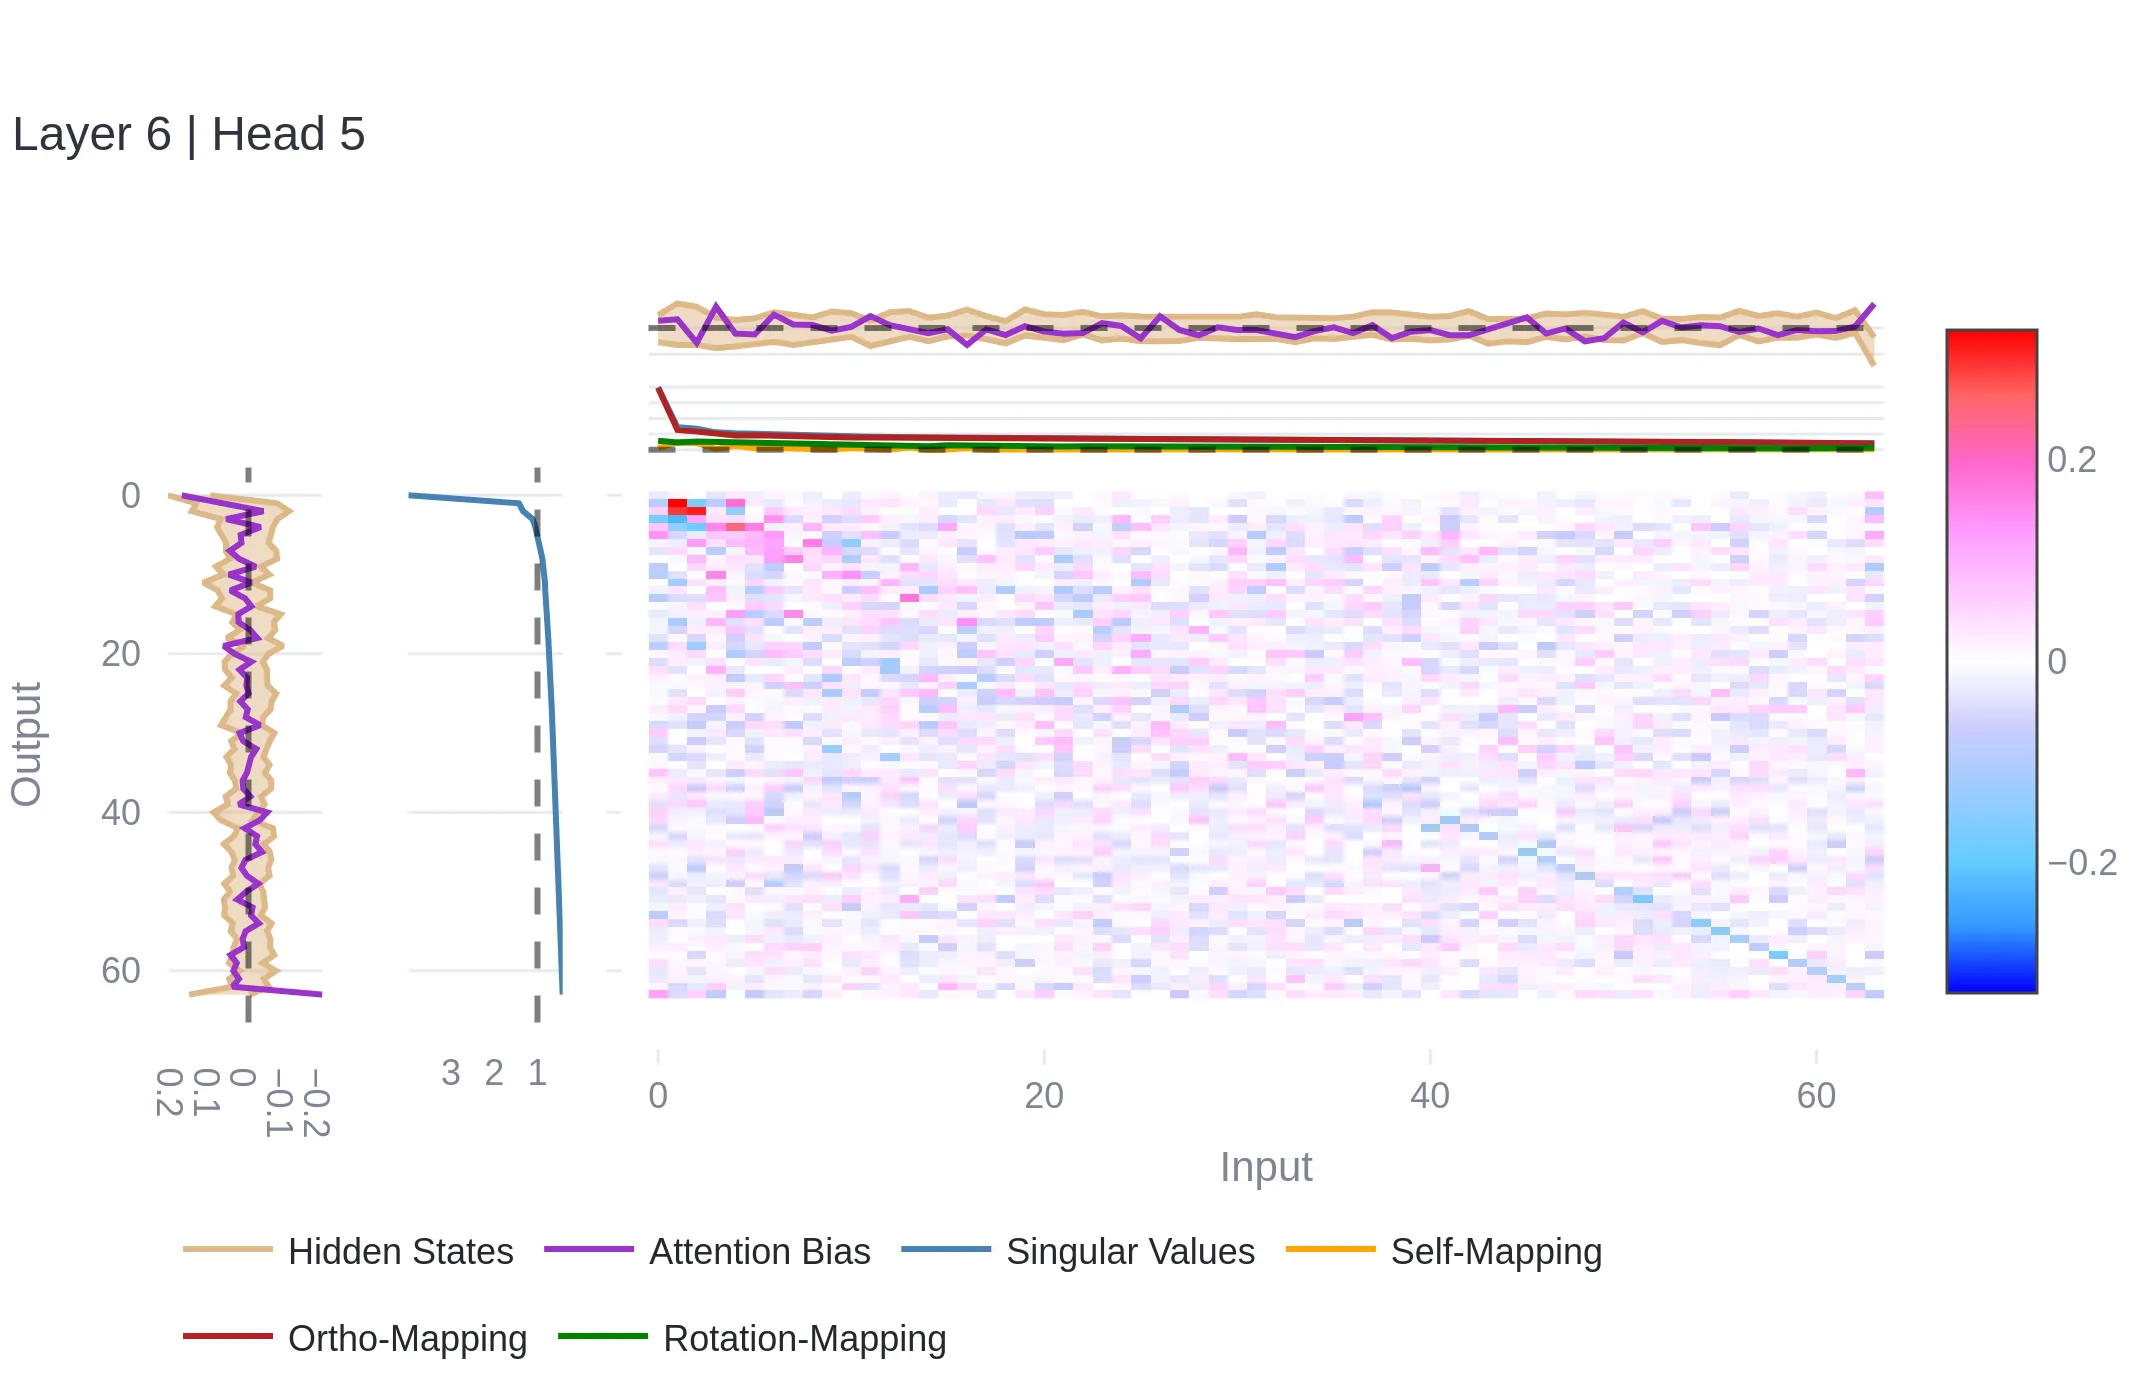 Layer 6 | Head 5
0
20
40
60
Output
0.2
0.1
0
−0.1
−0.2
3 2 1
0 20 40 60
Input
0.2
0
−0.2
Hidden States Attention Bias Singular Values Self-Mapping
Ortho-Mapping Rotation-Mapping